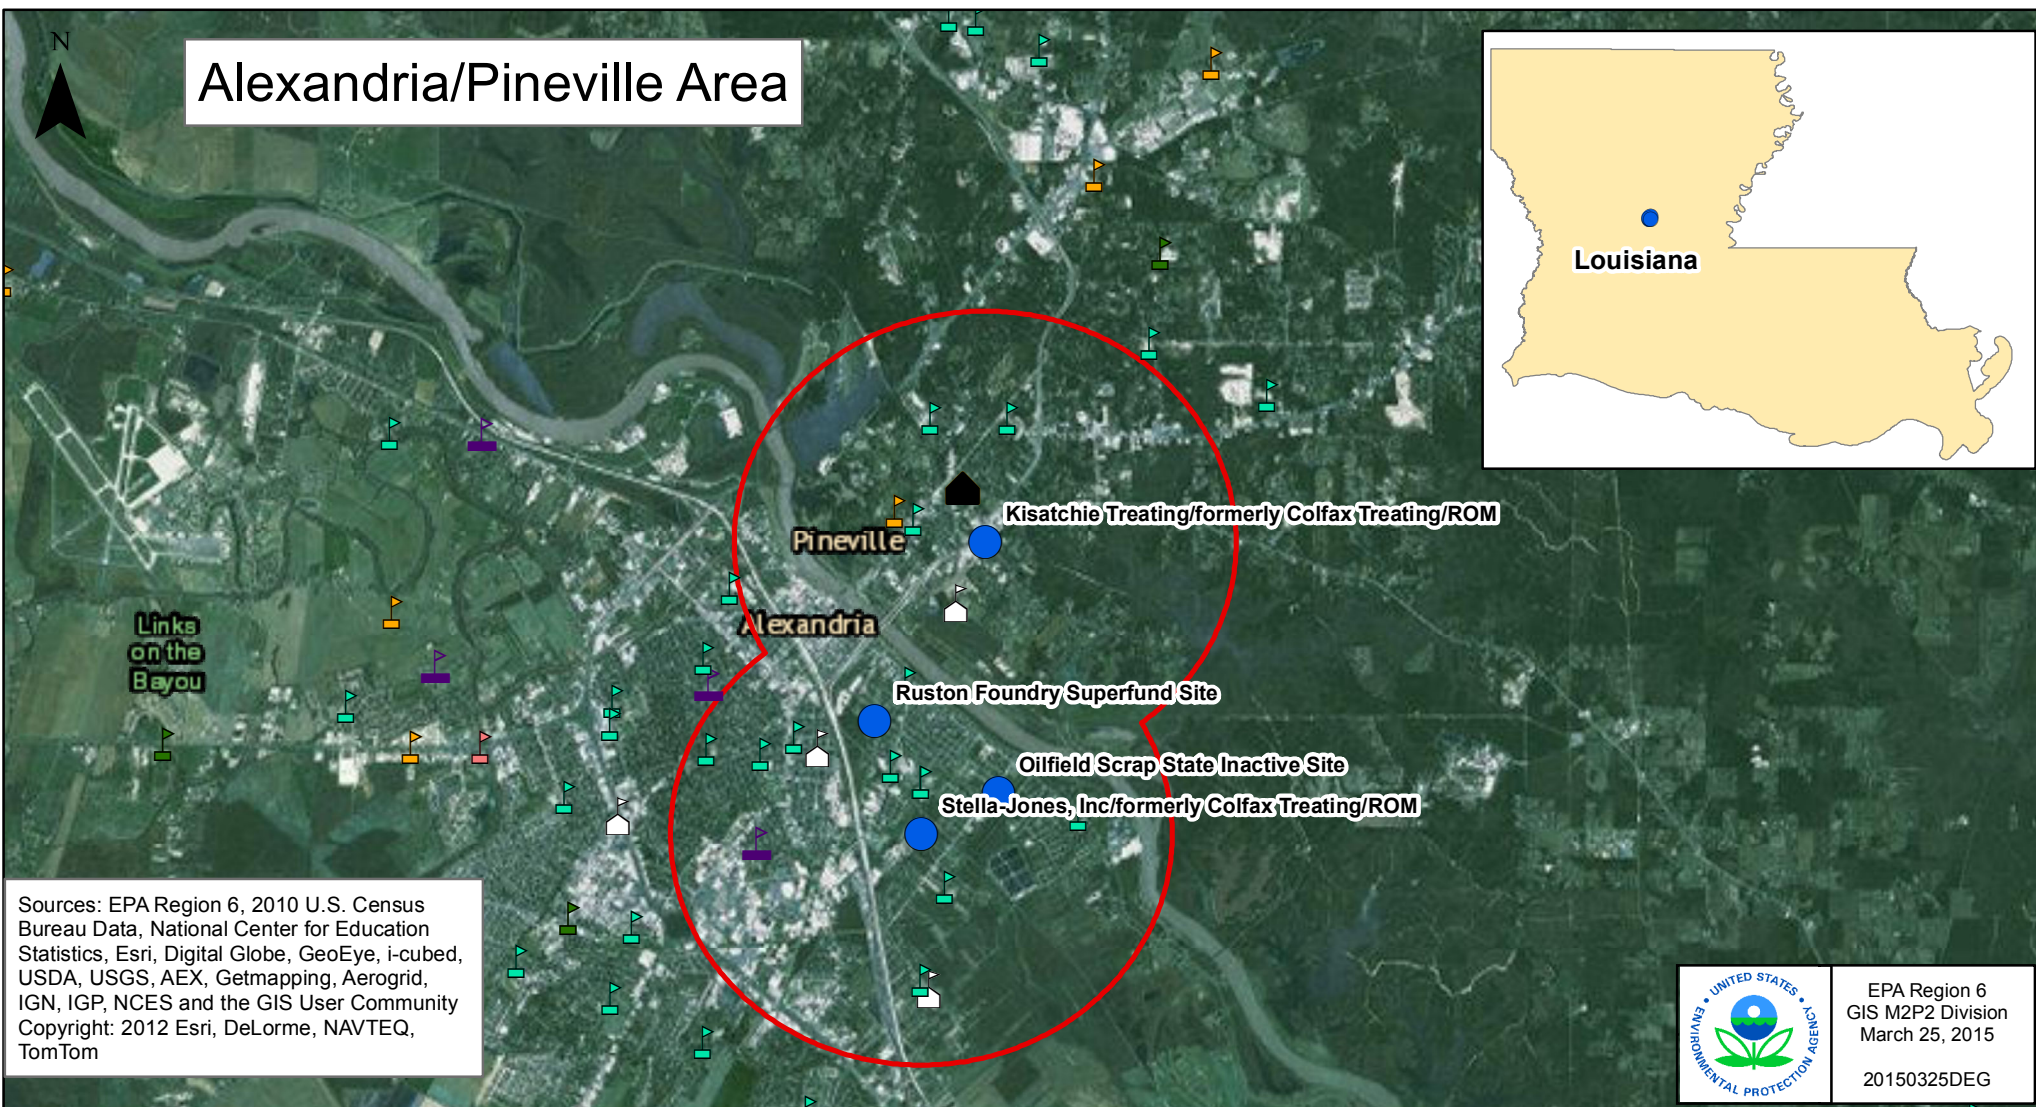 N
Alexandria/Pineville Area
Louisiana
Kisatchie Treating/formerly Colfax Treating/ROM
Pineville
Alexandria
Links
on the
Bayou
Ruston Foundry Superfund Site
Oilfield Scrap State Inactive Site
Stella-Jones, Inc/formerly Colfax Treating/ROM
Sources: EPA Region 6, 2010 U.S. Census
Bureau Data, National Center for Education
Statistics, Esri, Digital Globe, GeoEye, i-cubed,
USDA, USGS, AEX, Getmapping, Aerogrid,
IGN, IGP, NCES and the GIS User Community
Copyright: 2012 Esri, DeLorme, NAVTEQ,
TomTom
UNITED STATES
ENVIRONMENTAL PROTECTION AGENCY
EPA Region 6
GIS M2P2 Division
March 25, 2015
20150325DEG